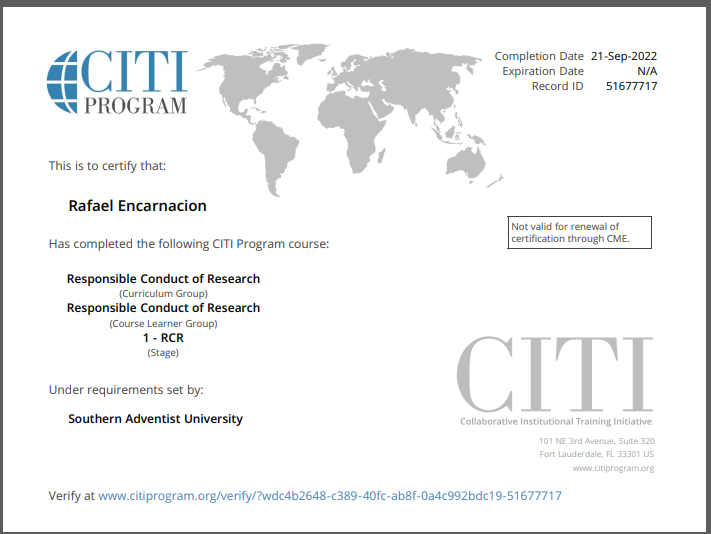 CITI
PROGRAM
Completion Date 21-Sep-2022
Expiration Date N/A
Record ID 51677717
This is to certify that:
Rafael Encarnacion
Not valid for renewal of
certification through CME.
Has completed the following CITI Program course:
Responsible Conduct of Research
(Curriculum Group)
Responsible Conduct of Research
(Course Learner Group)
1 - RCR
(Stage)
Under requirements set by:
Southern Adventist University
CITI
Collaborative Institutional Training Initiative
101 NE 3rd Avenue, Suite 320
Fort Lauderdale, FL 33301 US
www.citiprogram.org
Verify at www.citiprogram.org/verify/?wdc4b2648-c389-40fc-ab8f-0a4c992bdc19-51677717